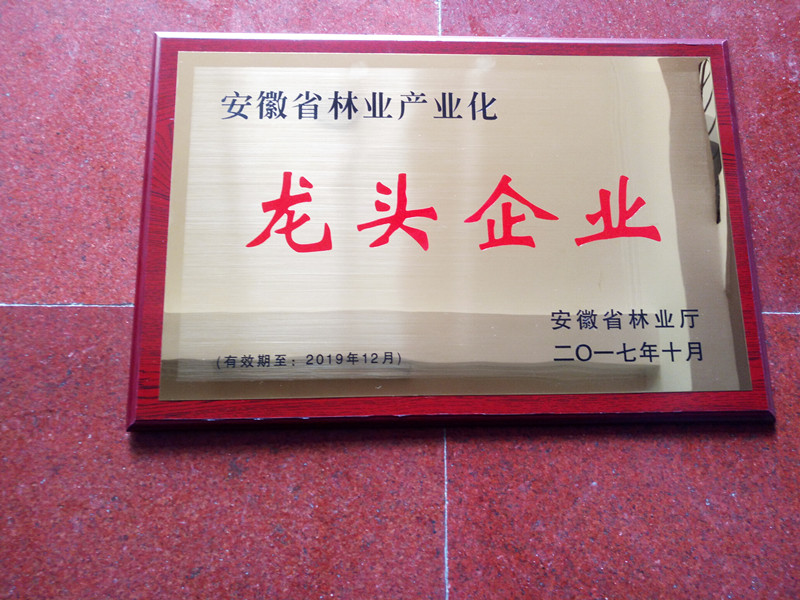 安徽省林业产业化
龙头企业
安徽省林业厅
(有效期至：2019年12月)
二〇一七年十月